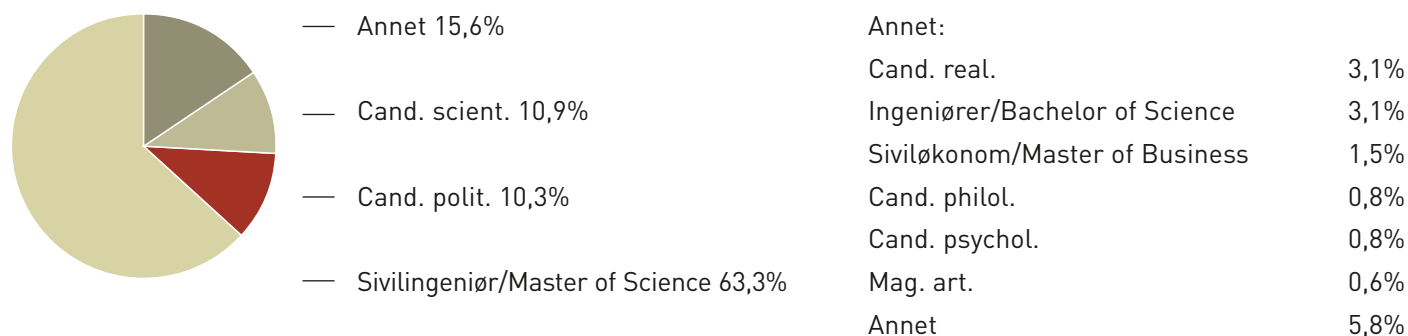 Annet 15,6%
Cand. scient. 10,9%
Cand. polit. 10,3%
Sivilingeniør/Master of Science 63,3%
Annet:
Cand. real. 3,1%
Ingeniører/Bachelor of Science 3,1%
Siviløkonom/Master of Business 1,5%
Cand. philol. 0,8%
Cand. psychol. 0,8%
Mag. art. 0,6%
Annet 5,8%